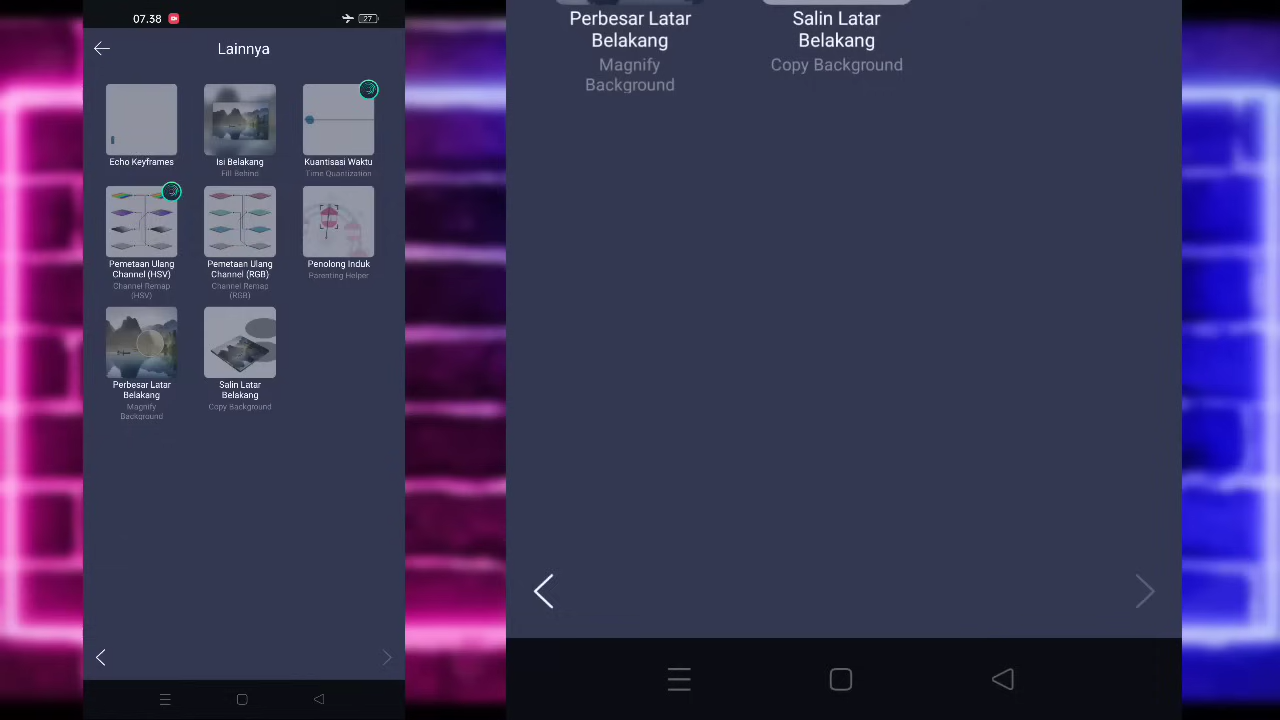 07.38
27
Lainnya
Echo Keyframes
Isi Belakang
Fill Behind
Kuantisasi Waktu
Time Quantization
Pemetaan Ulang
Channel (HSV)
Channel Remap
(HSV)
Pemetaan Ulang
Channel (RGB)
Channel Remap
(RGB)
Penolong Induk
Parenting Helper
Perbesar Latar
Belakang
Magnify
Background
Salin Latar
Belakang
Copy Background
Perbesar Latar
Belakang
Magnify
Background
Salin Latar
Belakang
Copy Background